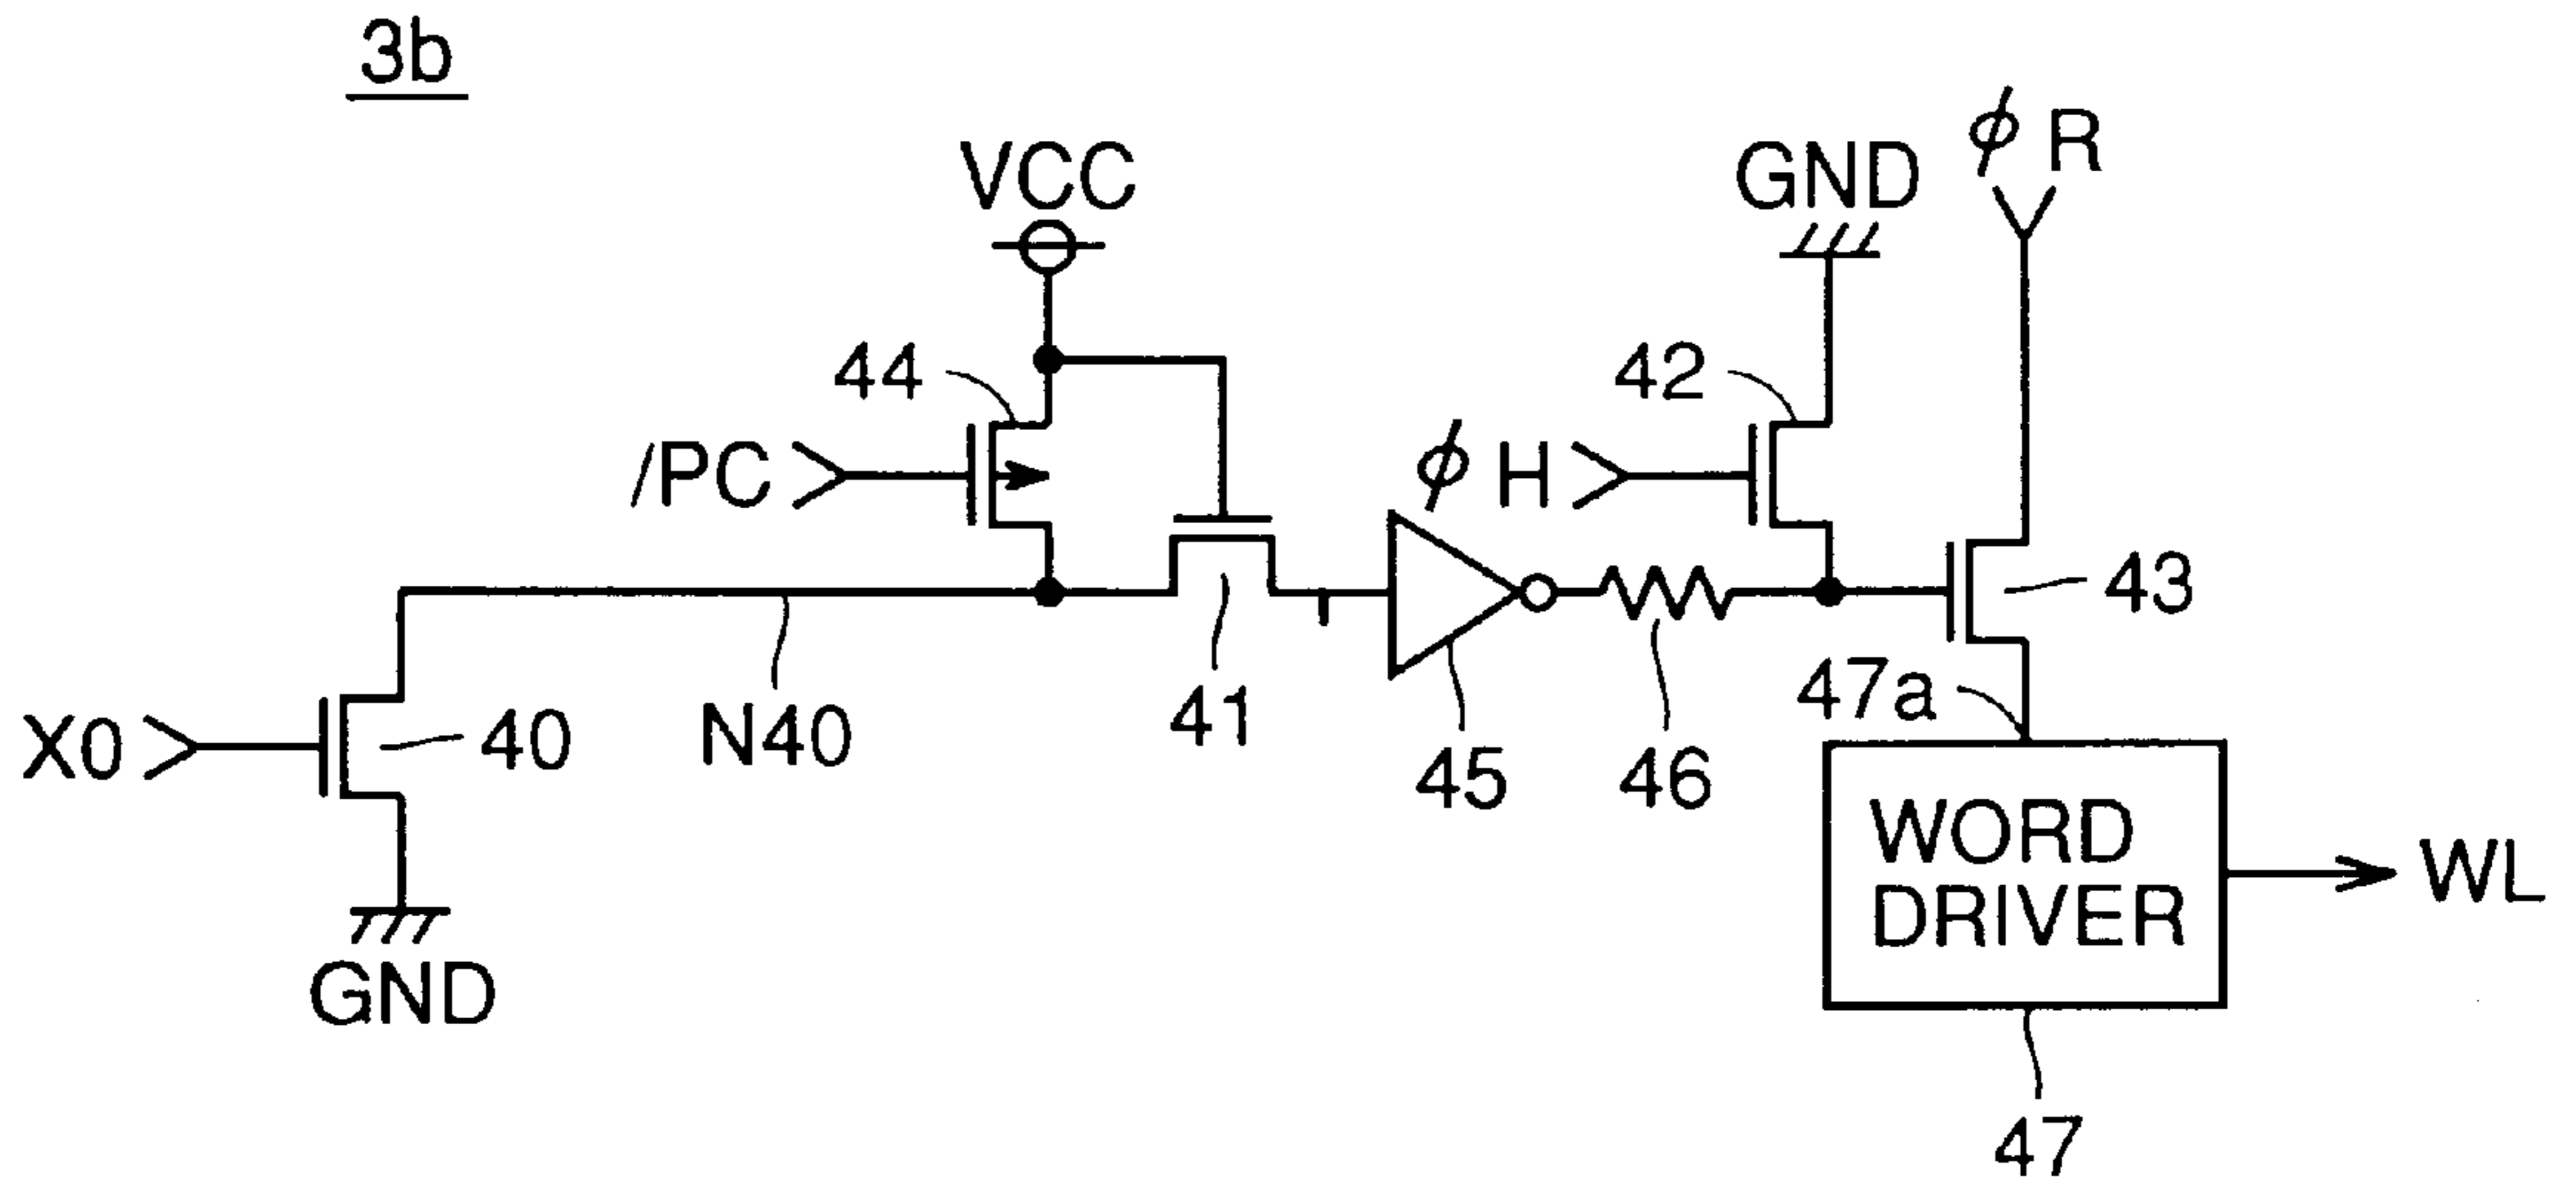 3b
VCC
GND
ϕ R
44
42
/PC
ϕ H
43
X0
40
N40
41
45
46
47a
WORD
DRIVER
WL
GND
47